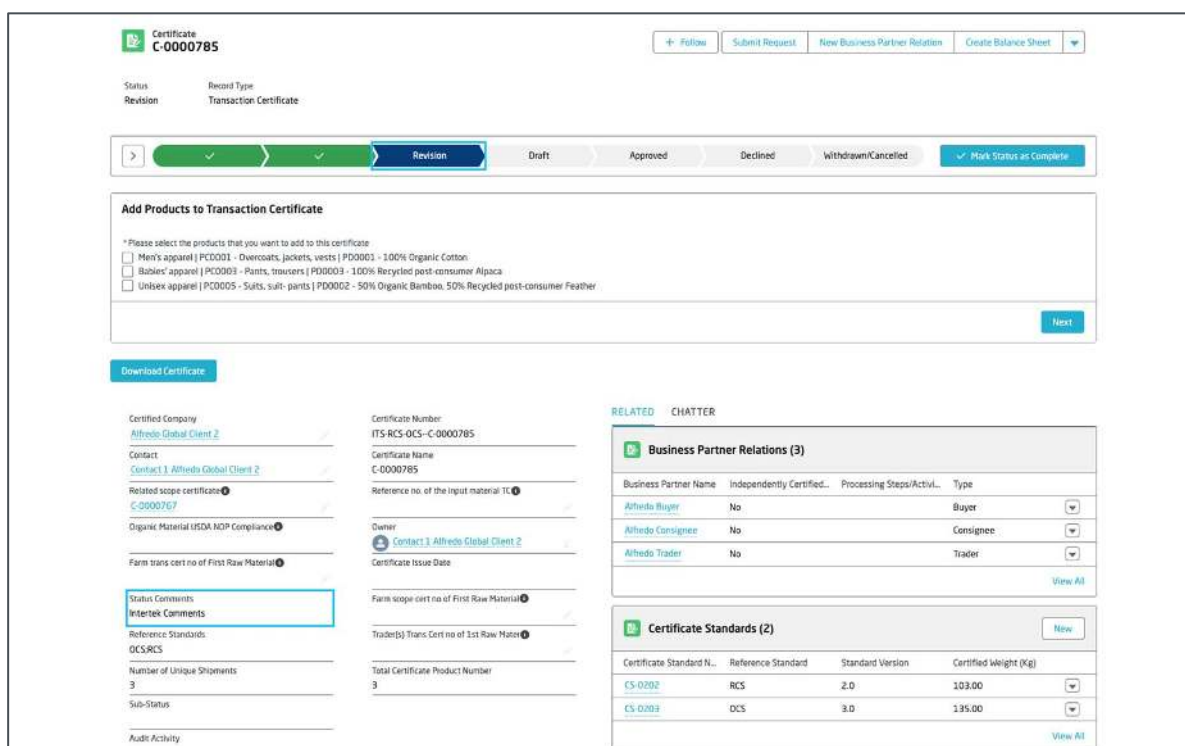 Certificate
C-0000785
+ Follow
Submit Request
New Business Partner Relation
Create Balance Sheet
Status
Record Type
Revision
Transaction Certificate
Revision
Draft
Approved
Declined
Withdrawn/Cancelled
Mark Status as Complete
Add Products to Transaction Certificate
* Please select the products that you want to add to this certificate
Men's apparel | PC0001 - Overcoats, jackets, vests | PD0001 - 100% Organic Cotton
Babies' apparel | PC0003 - Pants, trousers | PD0003 - 100% Recycled post-consumer Alpaca
Unisex apparel | PC0005 - Suits, suit- pants | PD0002 - 50% Organic Bamboo, 50% Recycled post-consumer Feather
Next
Download Certificate
Certified Company
Alfredo Global Client 2
Contact
Contact 1 Alfredo Global Client 2
Related scope certificate
C-0000767
Organic Material USDA NOP Compliance
Farm trans cert no of First Raw Material
Status Comments
Intertek Comments
Reference Standards
OCS;RCS
Number of Unique Shipments
3
Sub-Status
Audit Activity
Certificate Number
ITS-RCS-OCS--C-0000785
Certificate Name
C-0000785
Reference no. of the input material TC
Owner
Contact 1 Alfredo Global Client 2
Certificate Issue Date
Farm scope cert no of First Raw Material
Trader(s) Trans Cert no of 1st Raw Mater
Total Certificate Product Number
3
RELATED CHATTER
Business Partner Relations (3)
Business Partner Name Independently Certified... Processing Steps/Activi... Type
Alfredo Buyer No Buyer
Alfredo Consignee No Consignee
Alfredo Trader No Trader
View All
Certificate Standards (2)
New
Certificate Standard N... Reference Standard Standard Version Certified Weight (Kg)
CS-0202 RCS 2.0 103.00
CS-0203 OCS 3.0 135.00
View All